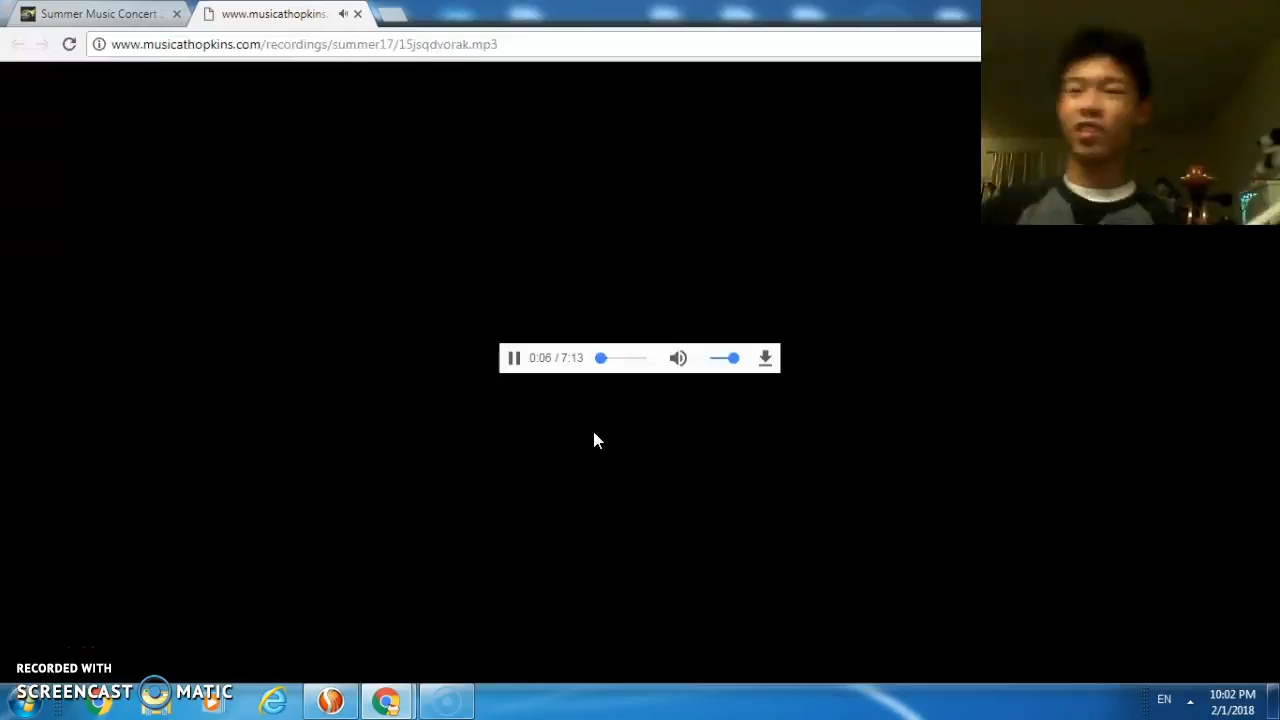 Summer Music Concert
www.musicathopkins.
www.musicathopkins.com/recordings/summer17/15jsqdvorak.mp3
0:06 / 7:13
RECORDED WITH
SCREENCAST MATIC
EN
10:02 PM
2/1/2018